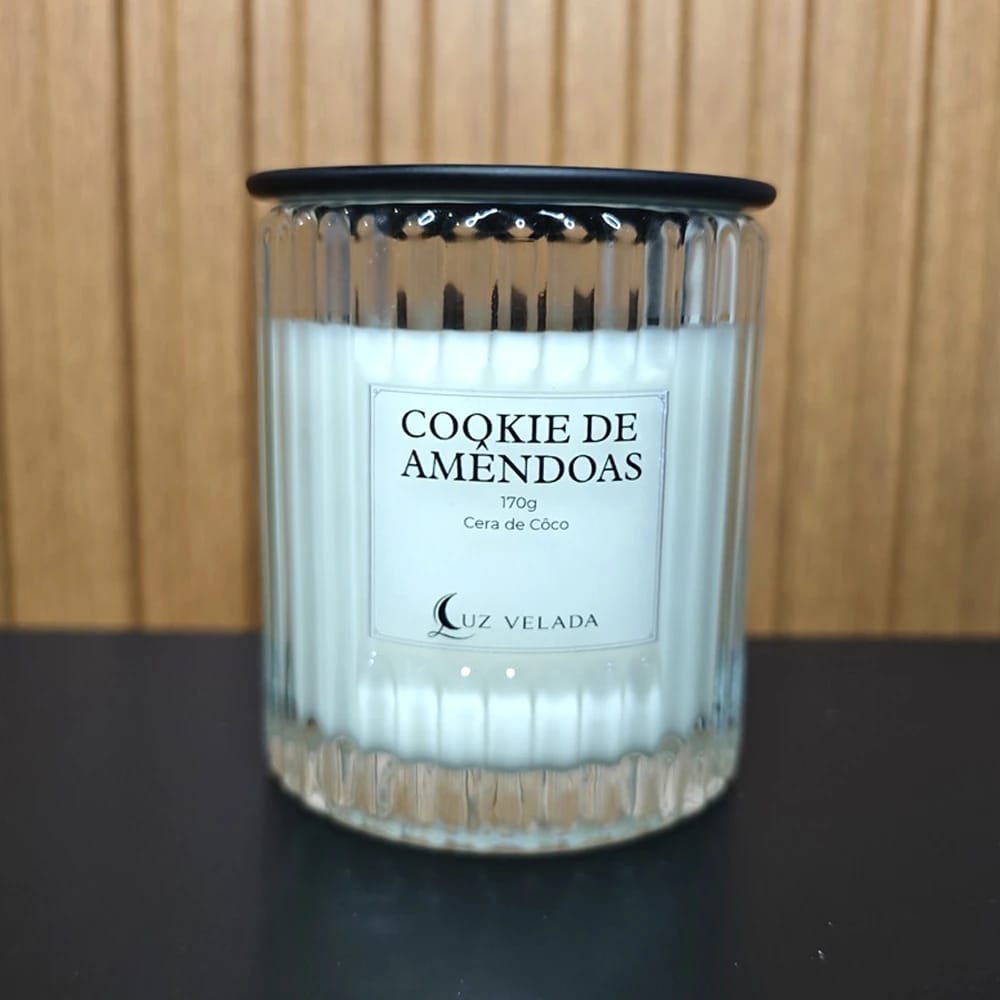 COOKIE DE
AMÊNDOAS
170g
Cera de Côco
LUZ VELADA